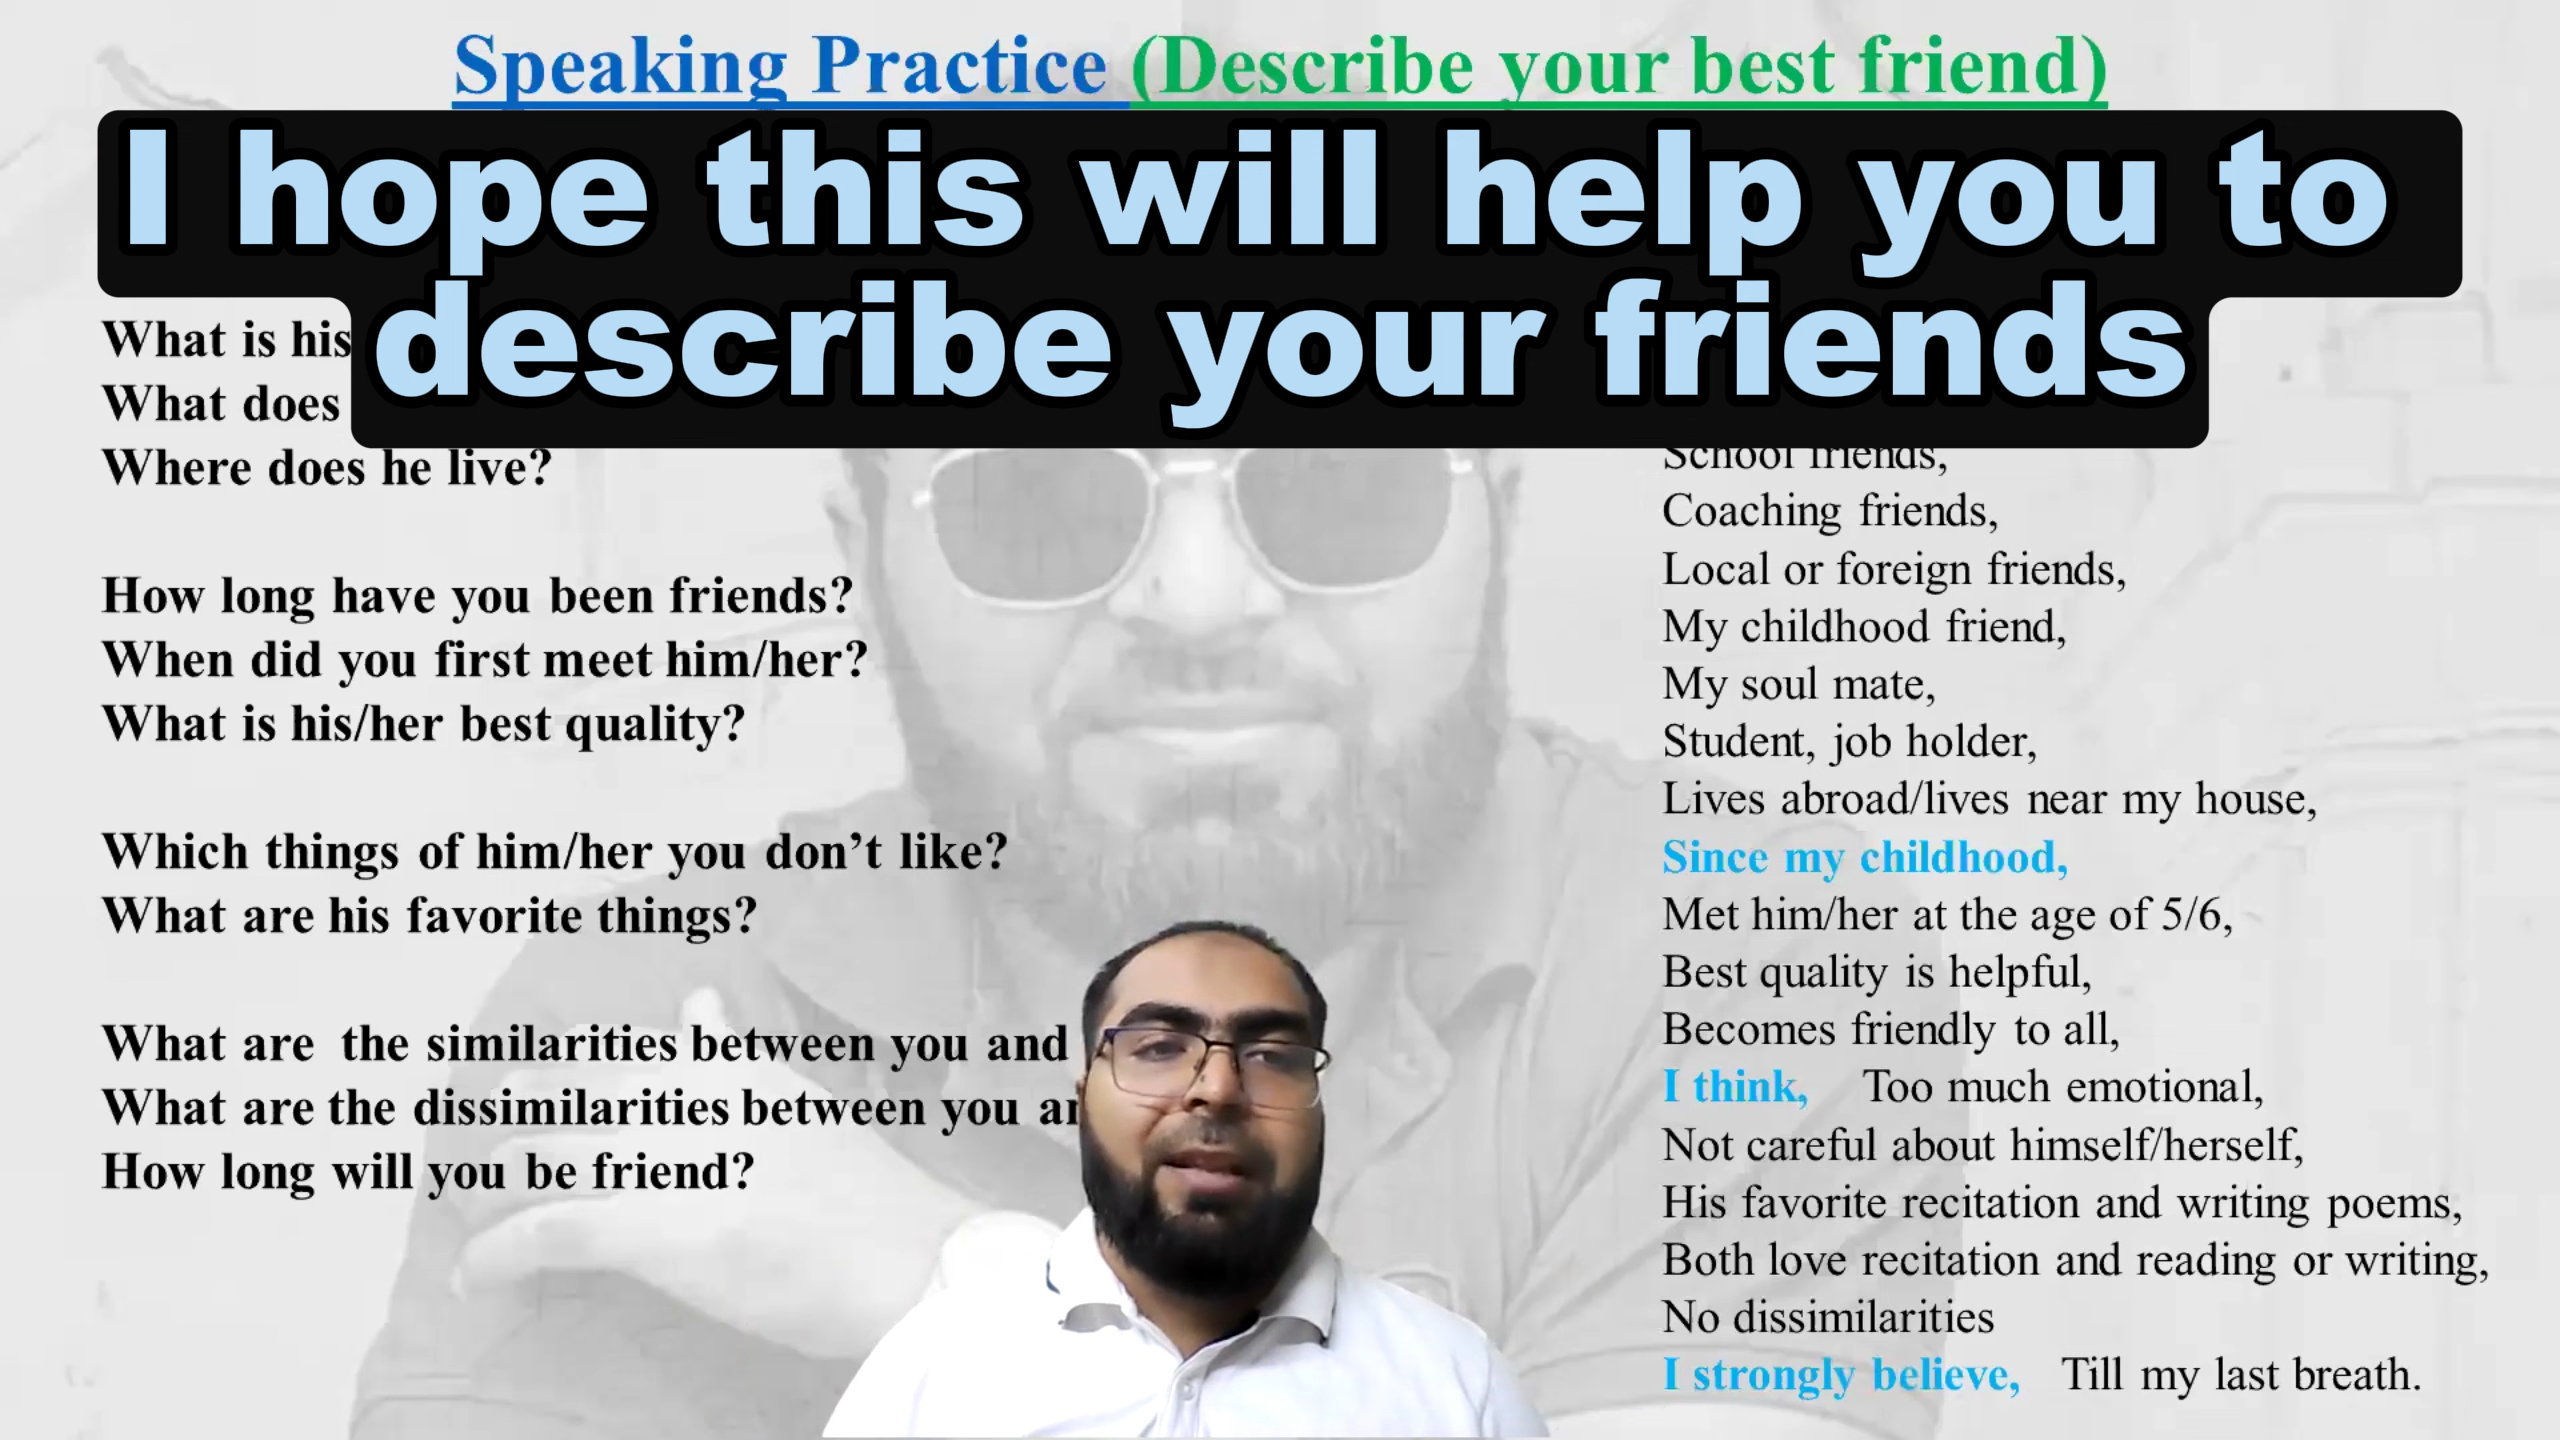 Speaking Practice (Describe your best friend)
I hope this will help you to
describe your friends
What is his
What does
Where does he live?
How long have you been friends?
When did you first meet him/her?
What is his/her best quality?
Which things of him/her you don’t like?
What are his favorite things?
What are the similarities between you and
What are the dissimilarities between you
How long will you be friend?
School friends,
Coaching friends,
Local or foreign friends,
My childhood friend,
My soul mate,
Student, job holder,
Lives abroad/lives near my house,
Since my childhood,
Met him/her at the age of 5/6,
Best quality is helpful,
Becomes friendly to all,
I think, Too much emotional,
Not careful about himself/herself,
His favorite recitation and writing poems,
Both love recitation and reading or writing,
No dissimilarities
I strongly believe, Till my last breath.